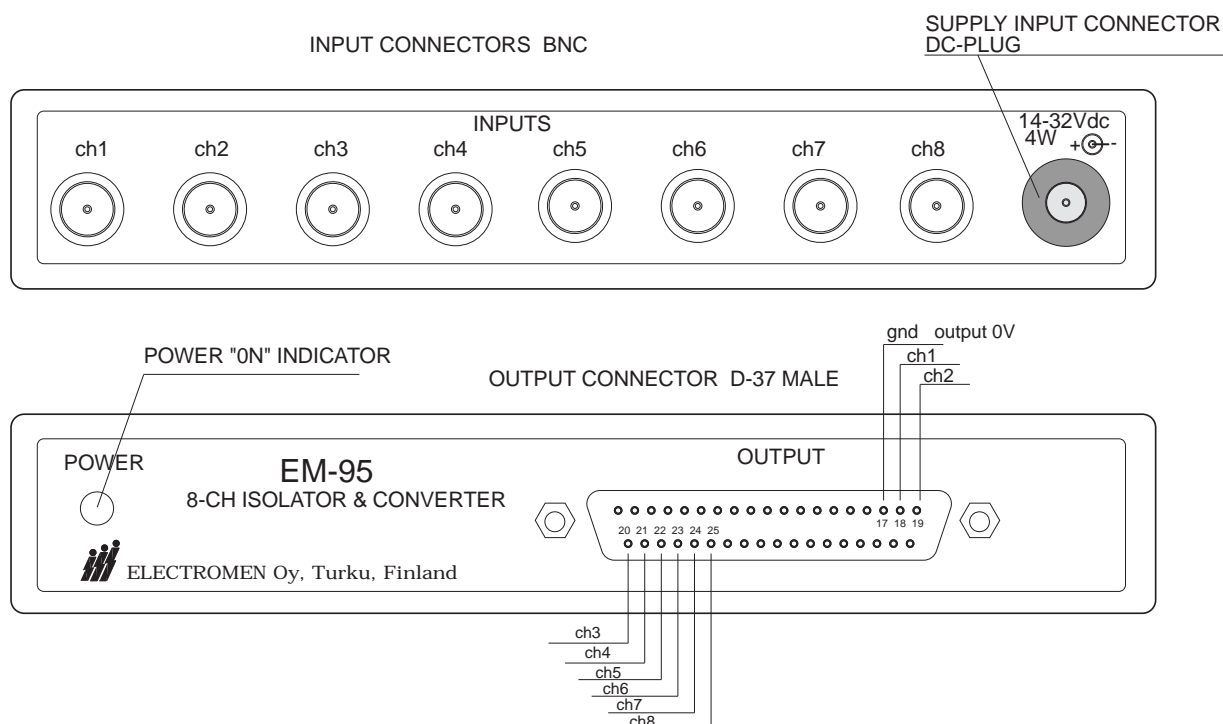 SUPPLY INPUT CONNECTOR
DC-PLUG
INPUT CONNECTORS BNC
INPUTS
14-32Vdc
4W + -
ch1 ch2 ch3 ch4 ch5 ch6 ch7 ch8
gnd output 0V
ch1
ch2
POWER "0N" INDICATOR
OUTPUT CONNECTOR D-37 MALE
POWER
EM-95
8-CH ISOLATOR & CONVERTER
OUTPUT
17 18 19
20 21 22 23 24 25
ELECTROMEN Oy, Turku, Finland
ch3
ch4
ch5
ch6
ch7
ch8